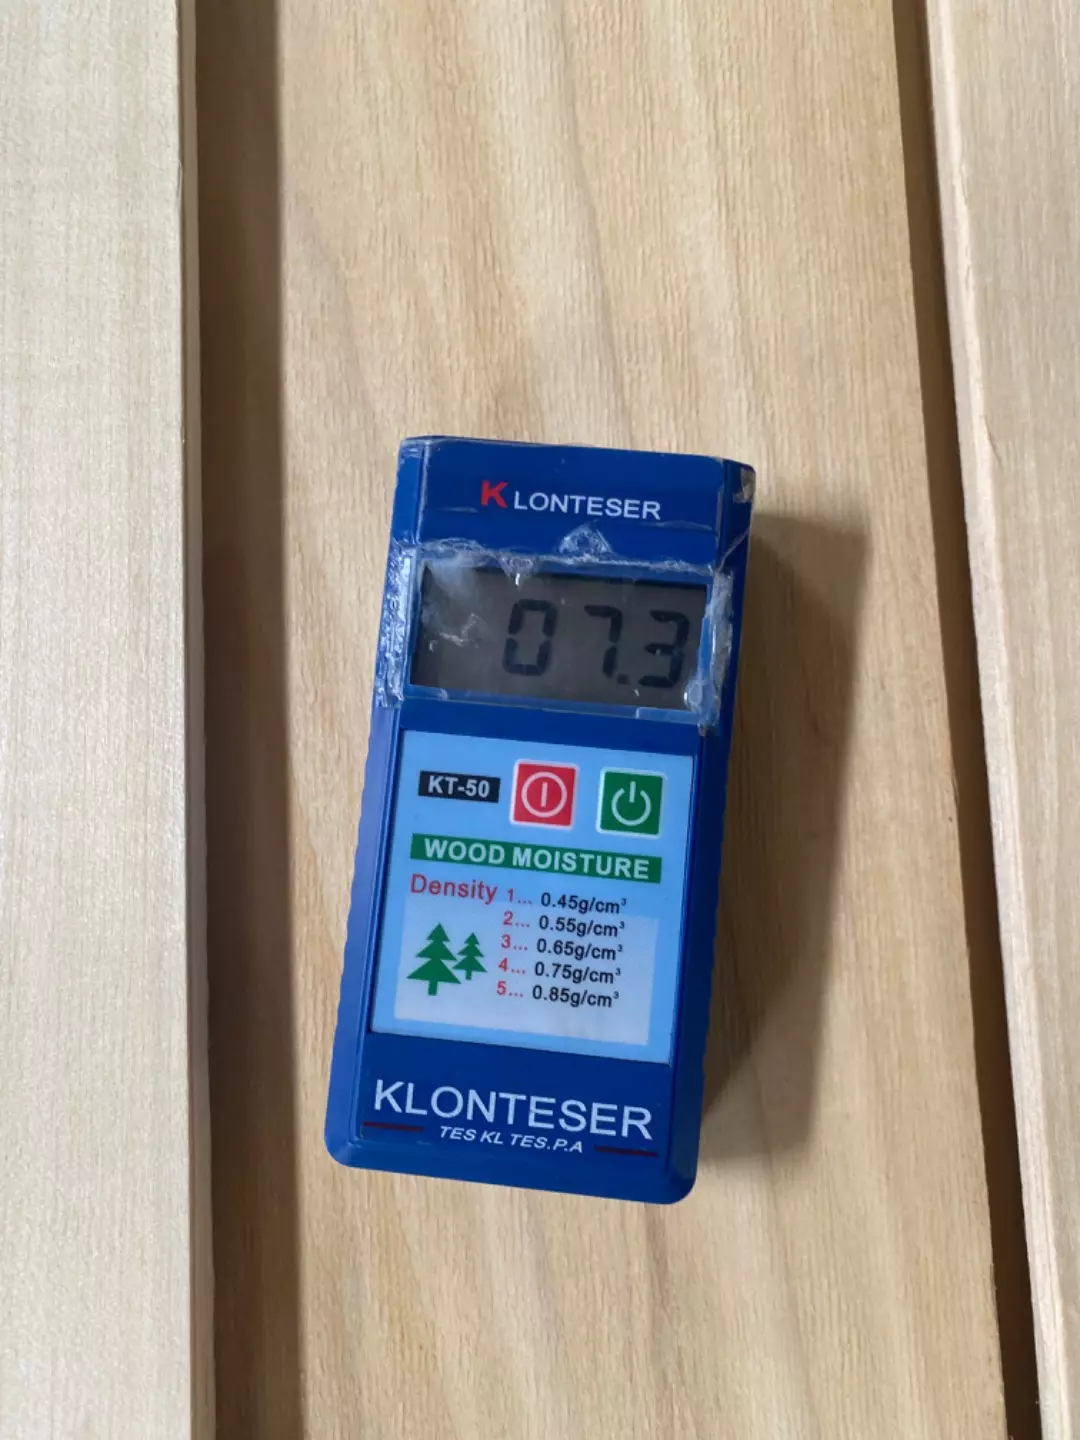 KLONTESER
07.3
KT-50
WOOD MOISTURE
Density 1... 0.45g/cm³
2... 0.55g/cm³
3... 0.65g/cm³
4... 0.75g/cm³
5... 0.85g/cm³
KLONTESER
TES KL TES.P.A